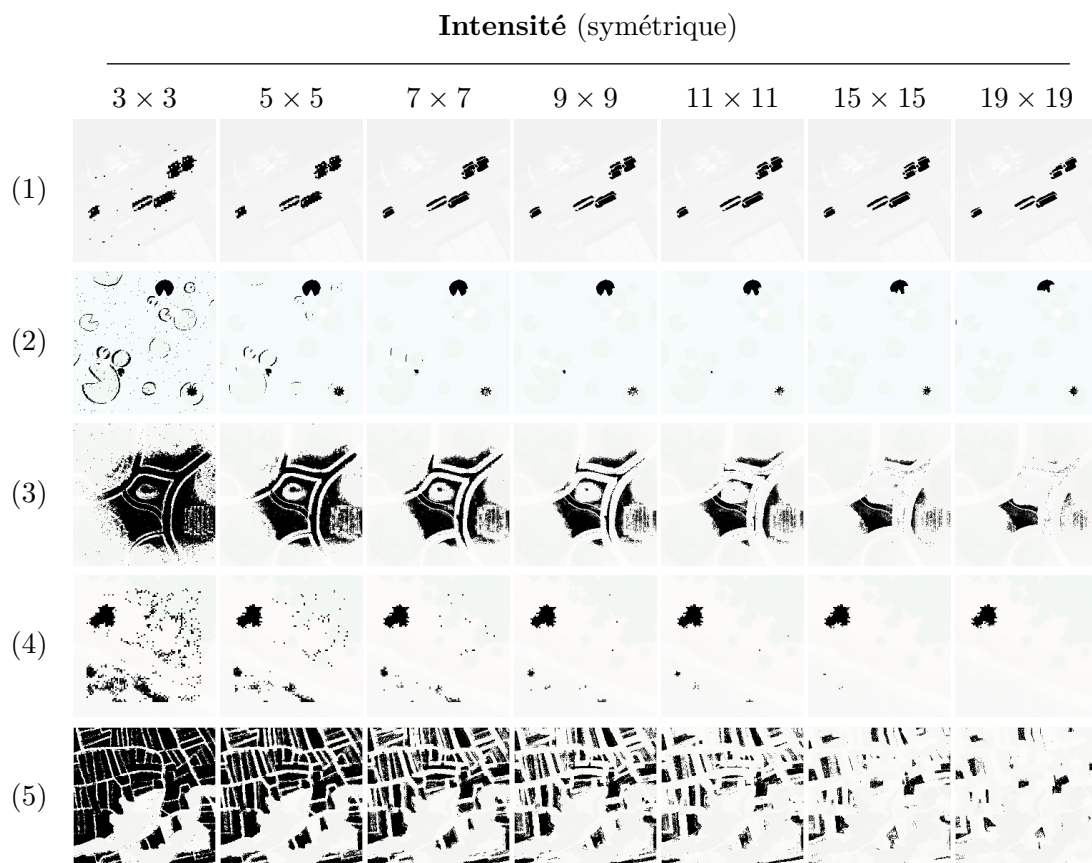 Intensité (symétrique)
3 × 3 5 × 5 7 × 7 9 × 9 11 × 11 15 × 15 19 × 19
(1)
(2)
(3)
(4)
(5)